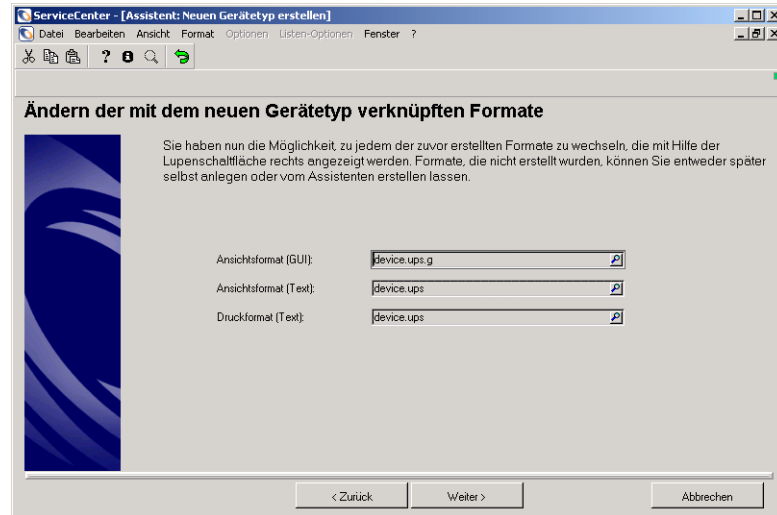 ServiceCenter - [Assistent: Neuen Gerätetyp erstellen]
Datei Bearbeiten Ansicht Format Optionen Listen-Optionen Fenster ?
Ändern der mit dem neuen Gerätetyp verknüpften Formate
Sie haben nun die Möglichkeit, zu jedem der zuvor erstellten Formate zu wechseln, die mit Hilfe der
Lupenschaltfläche rechts angezeigt werden. Formate, die nicht erstellt wurden, können Sie entweder später
selbst anlegen oder vom Assistenten erstellen lassen.
Ansichtsformat (GUI): device.ups.g
Ansichtsformat (Text): device.ups
Druckformat (Text): device.ups
< Zurück Weiter > Abbrechen